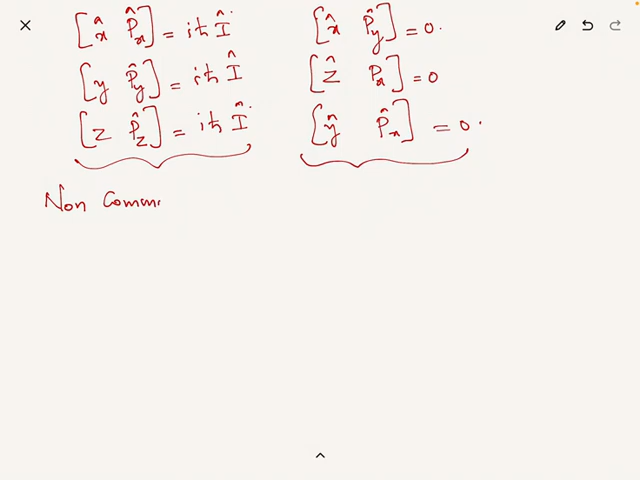 [x̂ P̂x] = iħ Î [x̂ P̂y] = 0.
[y P̂y] = iħ Î [ẑ Px] = 0
[z P̂z] = iħ Î [ŷ P̂x] = 0.
Non Comm